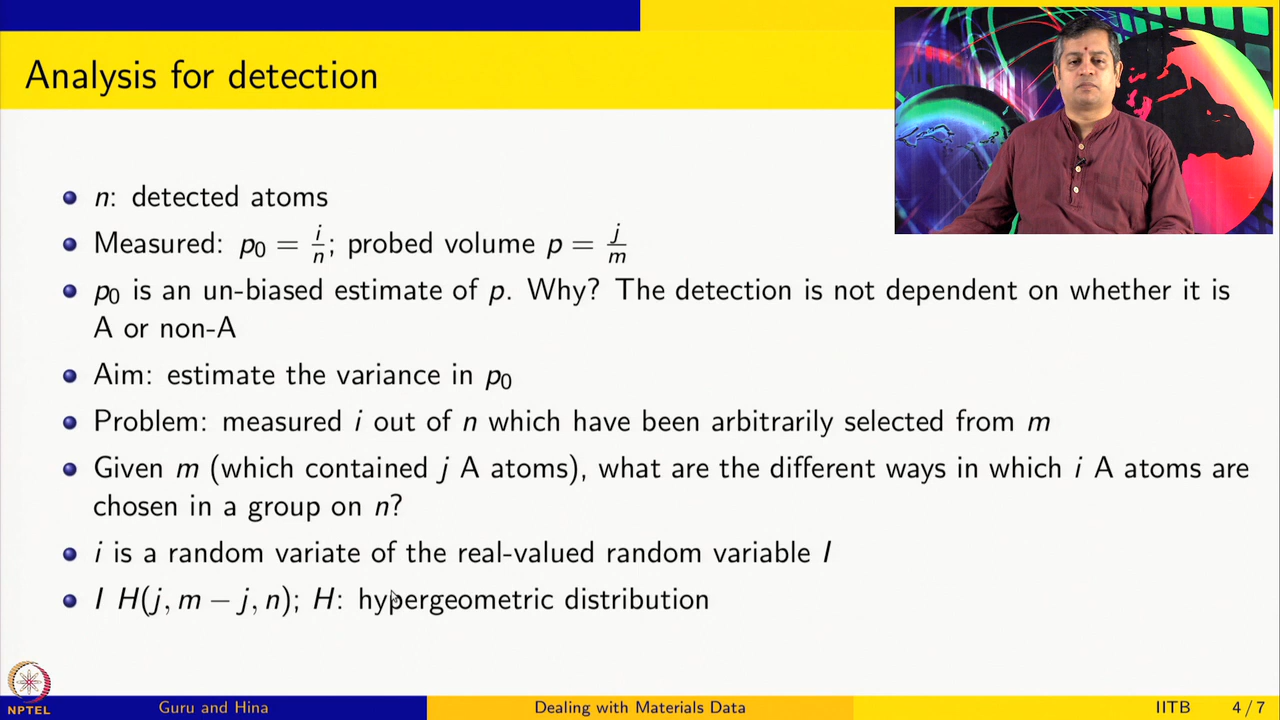 Analysis for detection
n: detected atoms
Measured: p₀ = i/n; probed volume p = j/m
p₀ is an un-biased estimate of p. Why? The detection is not dependent on whether it is
A or non-A
Aim: estimate the variance in p₀
Problem: measured i out of n which have been arbitrarily selected from m
Given m (which contained j A atoms), what are the different ways in which i A atoms are
chosen in a group on n?
i is a random variate of the real-valued random variable I
I H(j, m − j, n); H: hypergeometric distribution
NPTEL
Guru and Hina
Dealing with Materials Data
IITB
4 / 7